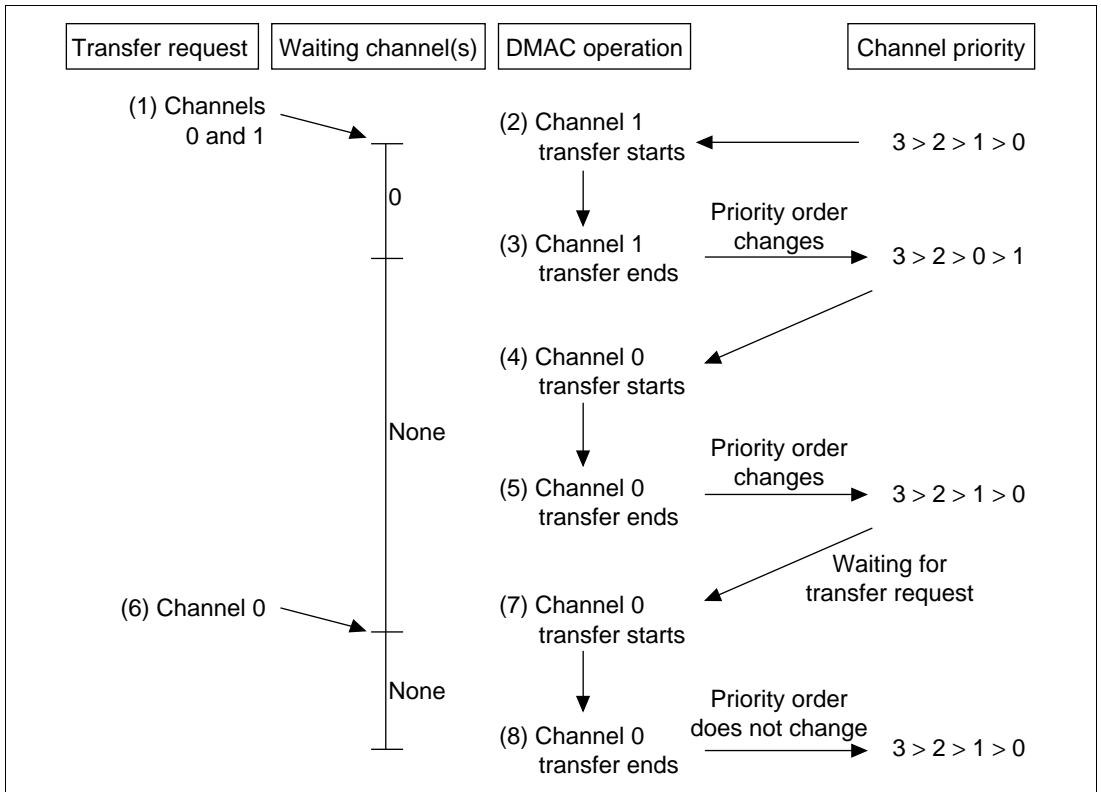 Transfer request
Waiting channel(s)
DMAC operation
Channel priority
(1) Channels
0 and 1
(2) Channel 1
transfer starts
3 > 2 > 1 > 0
0
Priority order
changes
(3) Channel 1
transfer ends
3 > 2 > 0 > 1
(4) Channel 0
transfer starts
None
Priority order
changes
(5) Channel 0
transfer ends
3 > 2 > 1 > 0
Waiting for
transfer request
(6) Channel 0
(7) Channel 0
transfer starts
None
Priority order
does not change
(8) Channel 0
transfer ends
3 > 2 > 1 > 0